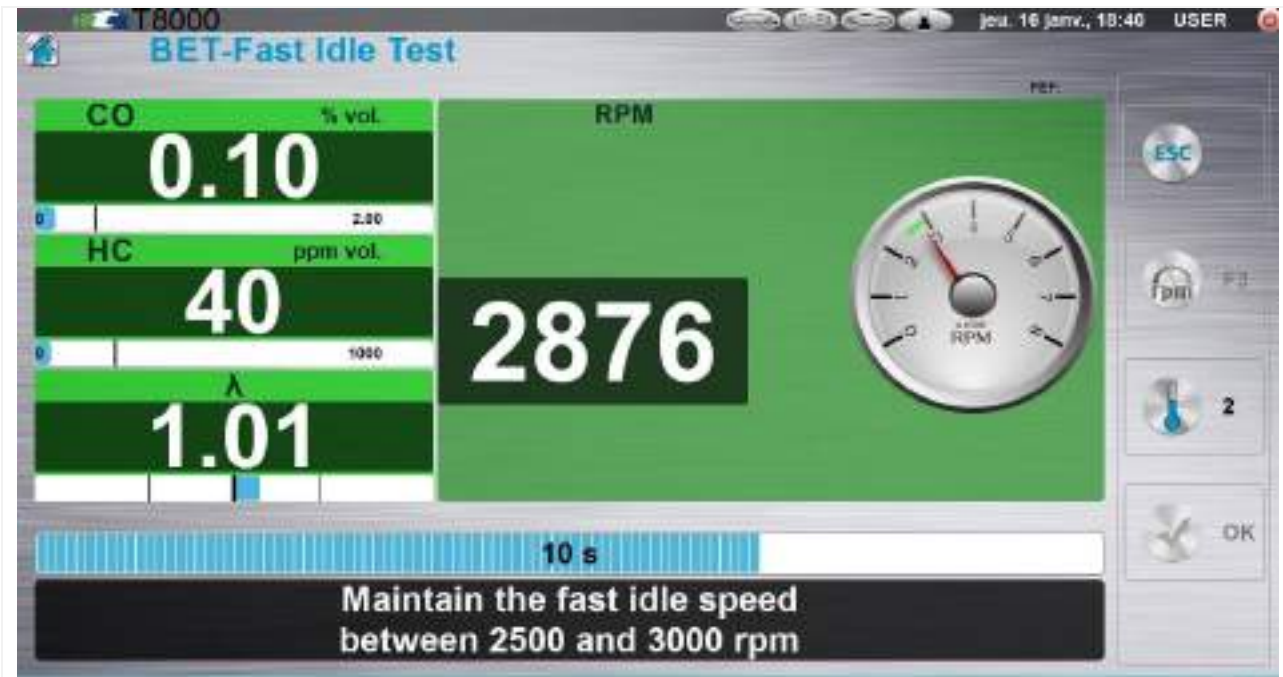 T8000
jeu. 16 janv., 18:40 USER
BET-Fast Idle Test
REF.
CO % vol.
0.10
0 2.00
HC ppm vol.
40
0 1000
λ
1.01
RPM
2876
RPM
ESC
rpm F3
2
OK
10 s
Maintain the fast idle speed
between 2500 and 3000 rpm